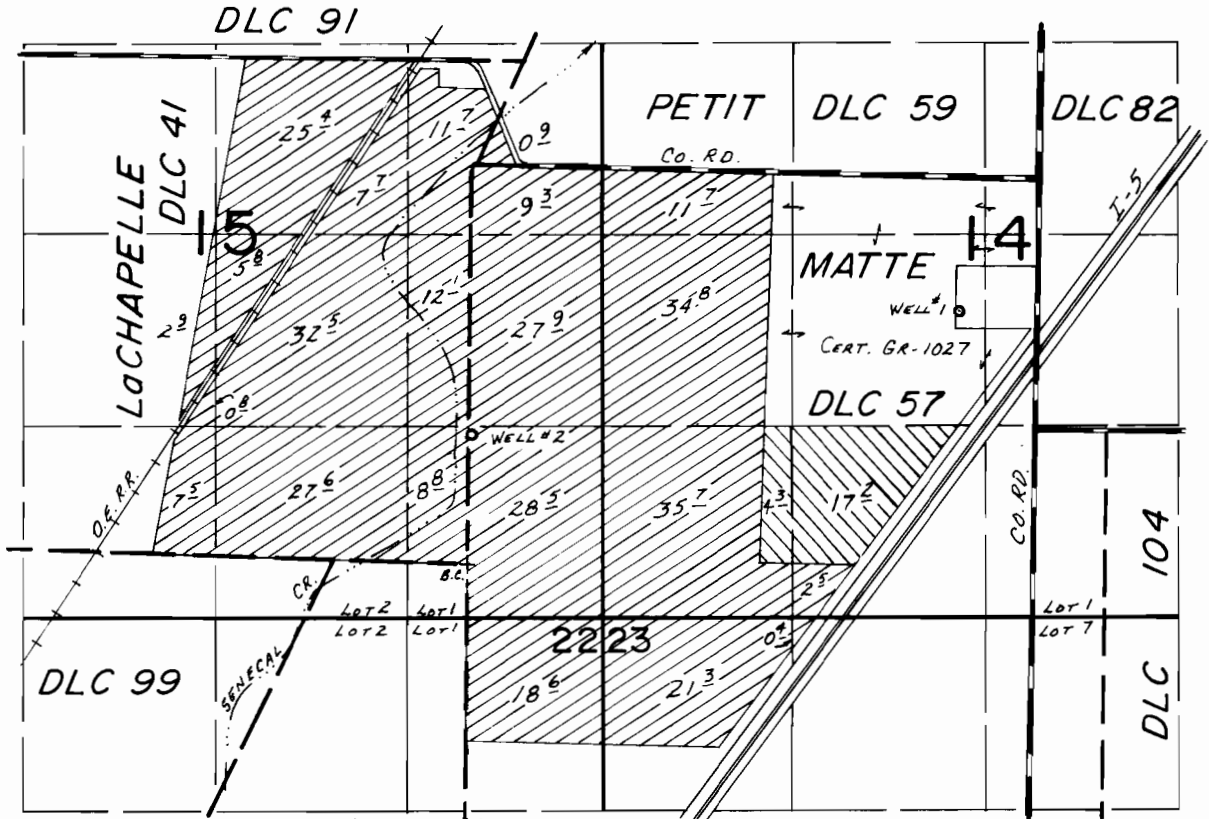 DLC 91
PETIT
DLC 59
DLC 82
LaCHAPELLE
DLC 41
25 4
11 7
0 9
CO. RD.
7 7
9 3
11 7
I-5
15
14
MATTE
5 8
2 9
32 5
12 1
27 9
34 8
WELL #1
CERT. GR-1027
0 8
DLC 57
WELL #2
7 5
27 6
8 8
28 5
35 7
4 3
17 2
O.E. R.R.
CO. RD.
DLC 104
B.C.
CR.
2 5
LOT 2
LOT 1
LOT 1
LOT 2
LOT 1
LOT 7
22
23
0 4
DLC 99
SENECAL
18 6
21 3